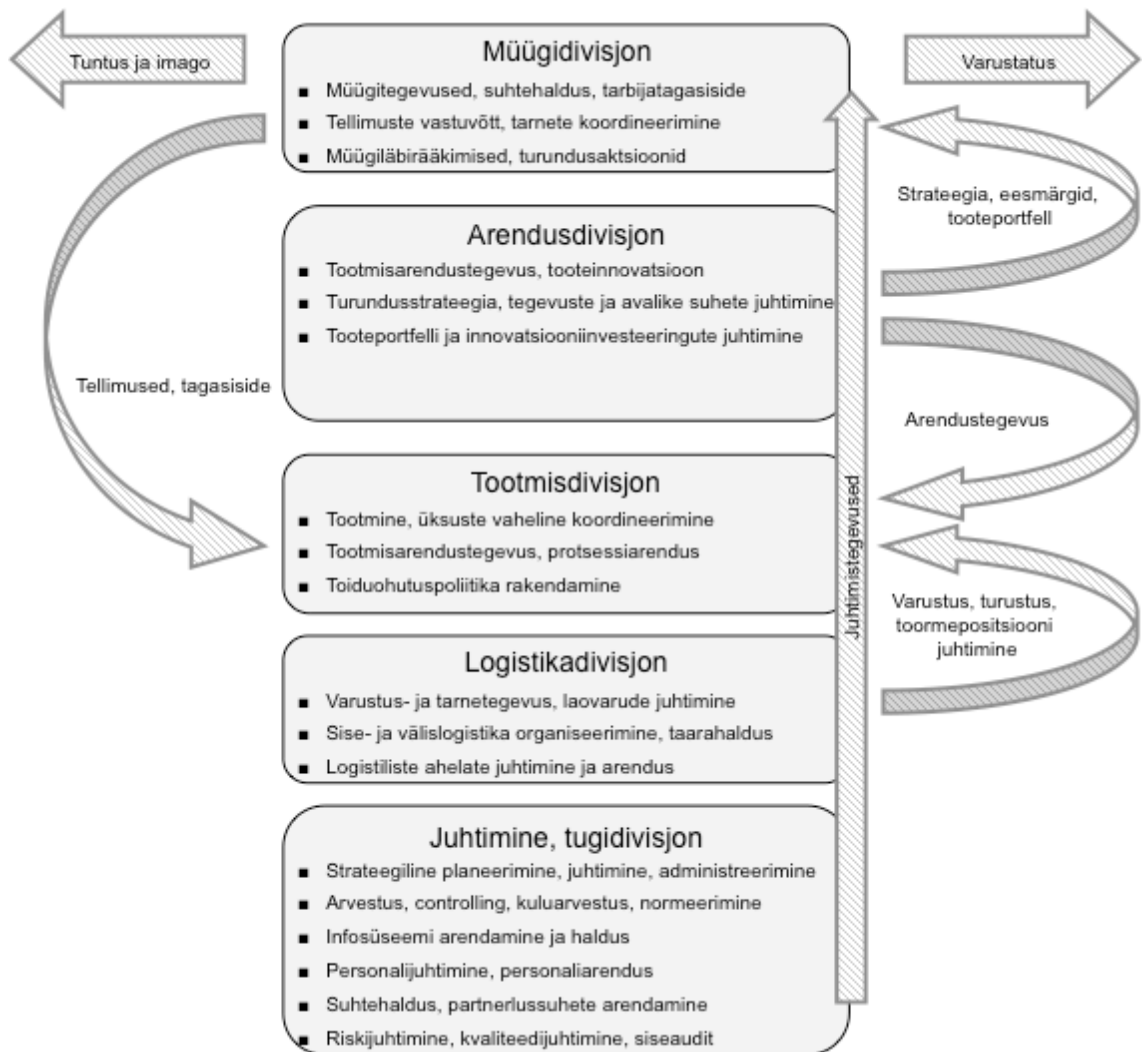 Tuntus ja imago
Müügidivisjon
Müügitegevused, suhtehaldus, tarbijatagasiside
Tellimuste vastuvõtt, tarnete koordineerimine
Müügiläbirääkimised, turundusaktsioonid
Varustatus
Strateegia, eesmärgid,
tooteportfell
Arendusdivisjon
Tootmisarendustegevus, tooteinnovatsioon
Turundusstrateegia, tegevuste ja avalike suhete juhtimine
Tooteportfelli ja innovatsiooniinvesteeringute juhtimine
Tellimused, tagasiside
Arendustegevus
Tootmisdivisjon
Tootmine, üksuste vaheline koordineerimine
Tootmisarendustegevus, protsessiarendus
Toiduohutuspoliitika rakendamine
Juhtimistegevused
Varustus, turustus,
toormepositsiooni
juhtimine
Logistikadivisjon
Varustus- ja tarnetegevus, laovarude juhtimine
Sise- ja välislogistika organiseerimine, taarahaldus
Logistiliste ahelate juhtimine ja arendus
Juhtimine, tugidivisjon
Strateegiline planeerimine, juhtimine, administreerimine
Arvestus, controlling, kuluarvestus, normeerimine
Infosüseemi arendamine ja haldus
Personalijuhtimine, personaliarendus
Suhtehaldus, partnerlussuhete arendamine
Riskijuhtimine, kvaliteedijuhtimine, siseaudit